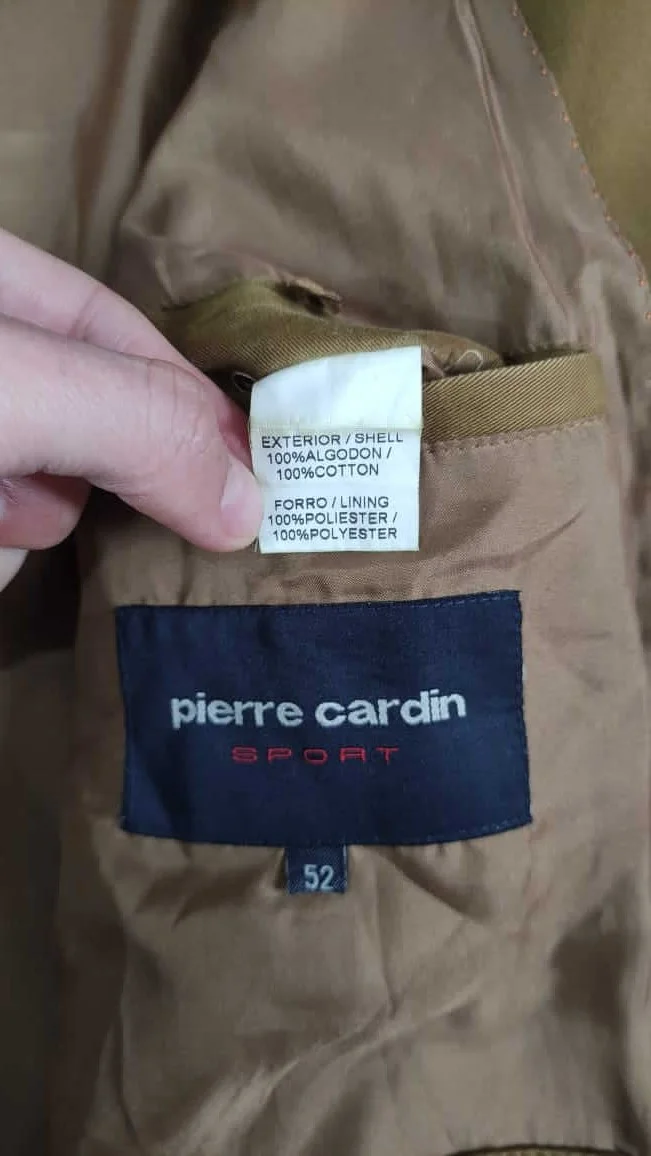 EXTERIOR / SHELL
100%ALGODON /
100%COTTON
FORRO / LINING
100%POLIESTER /
100%POLYESTER
pierre cardin
SPORT
52